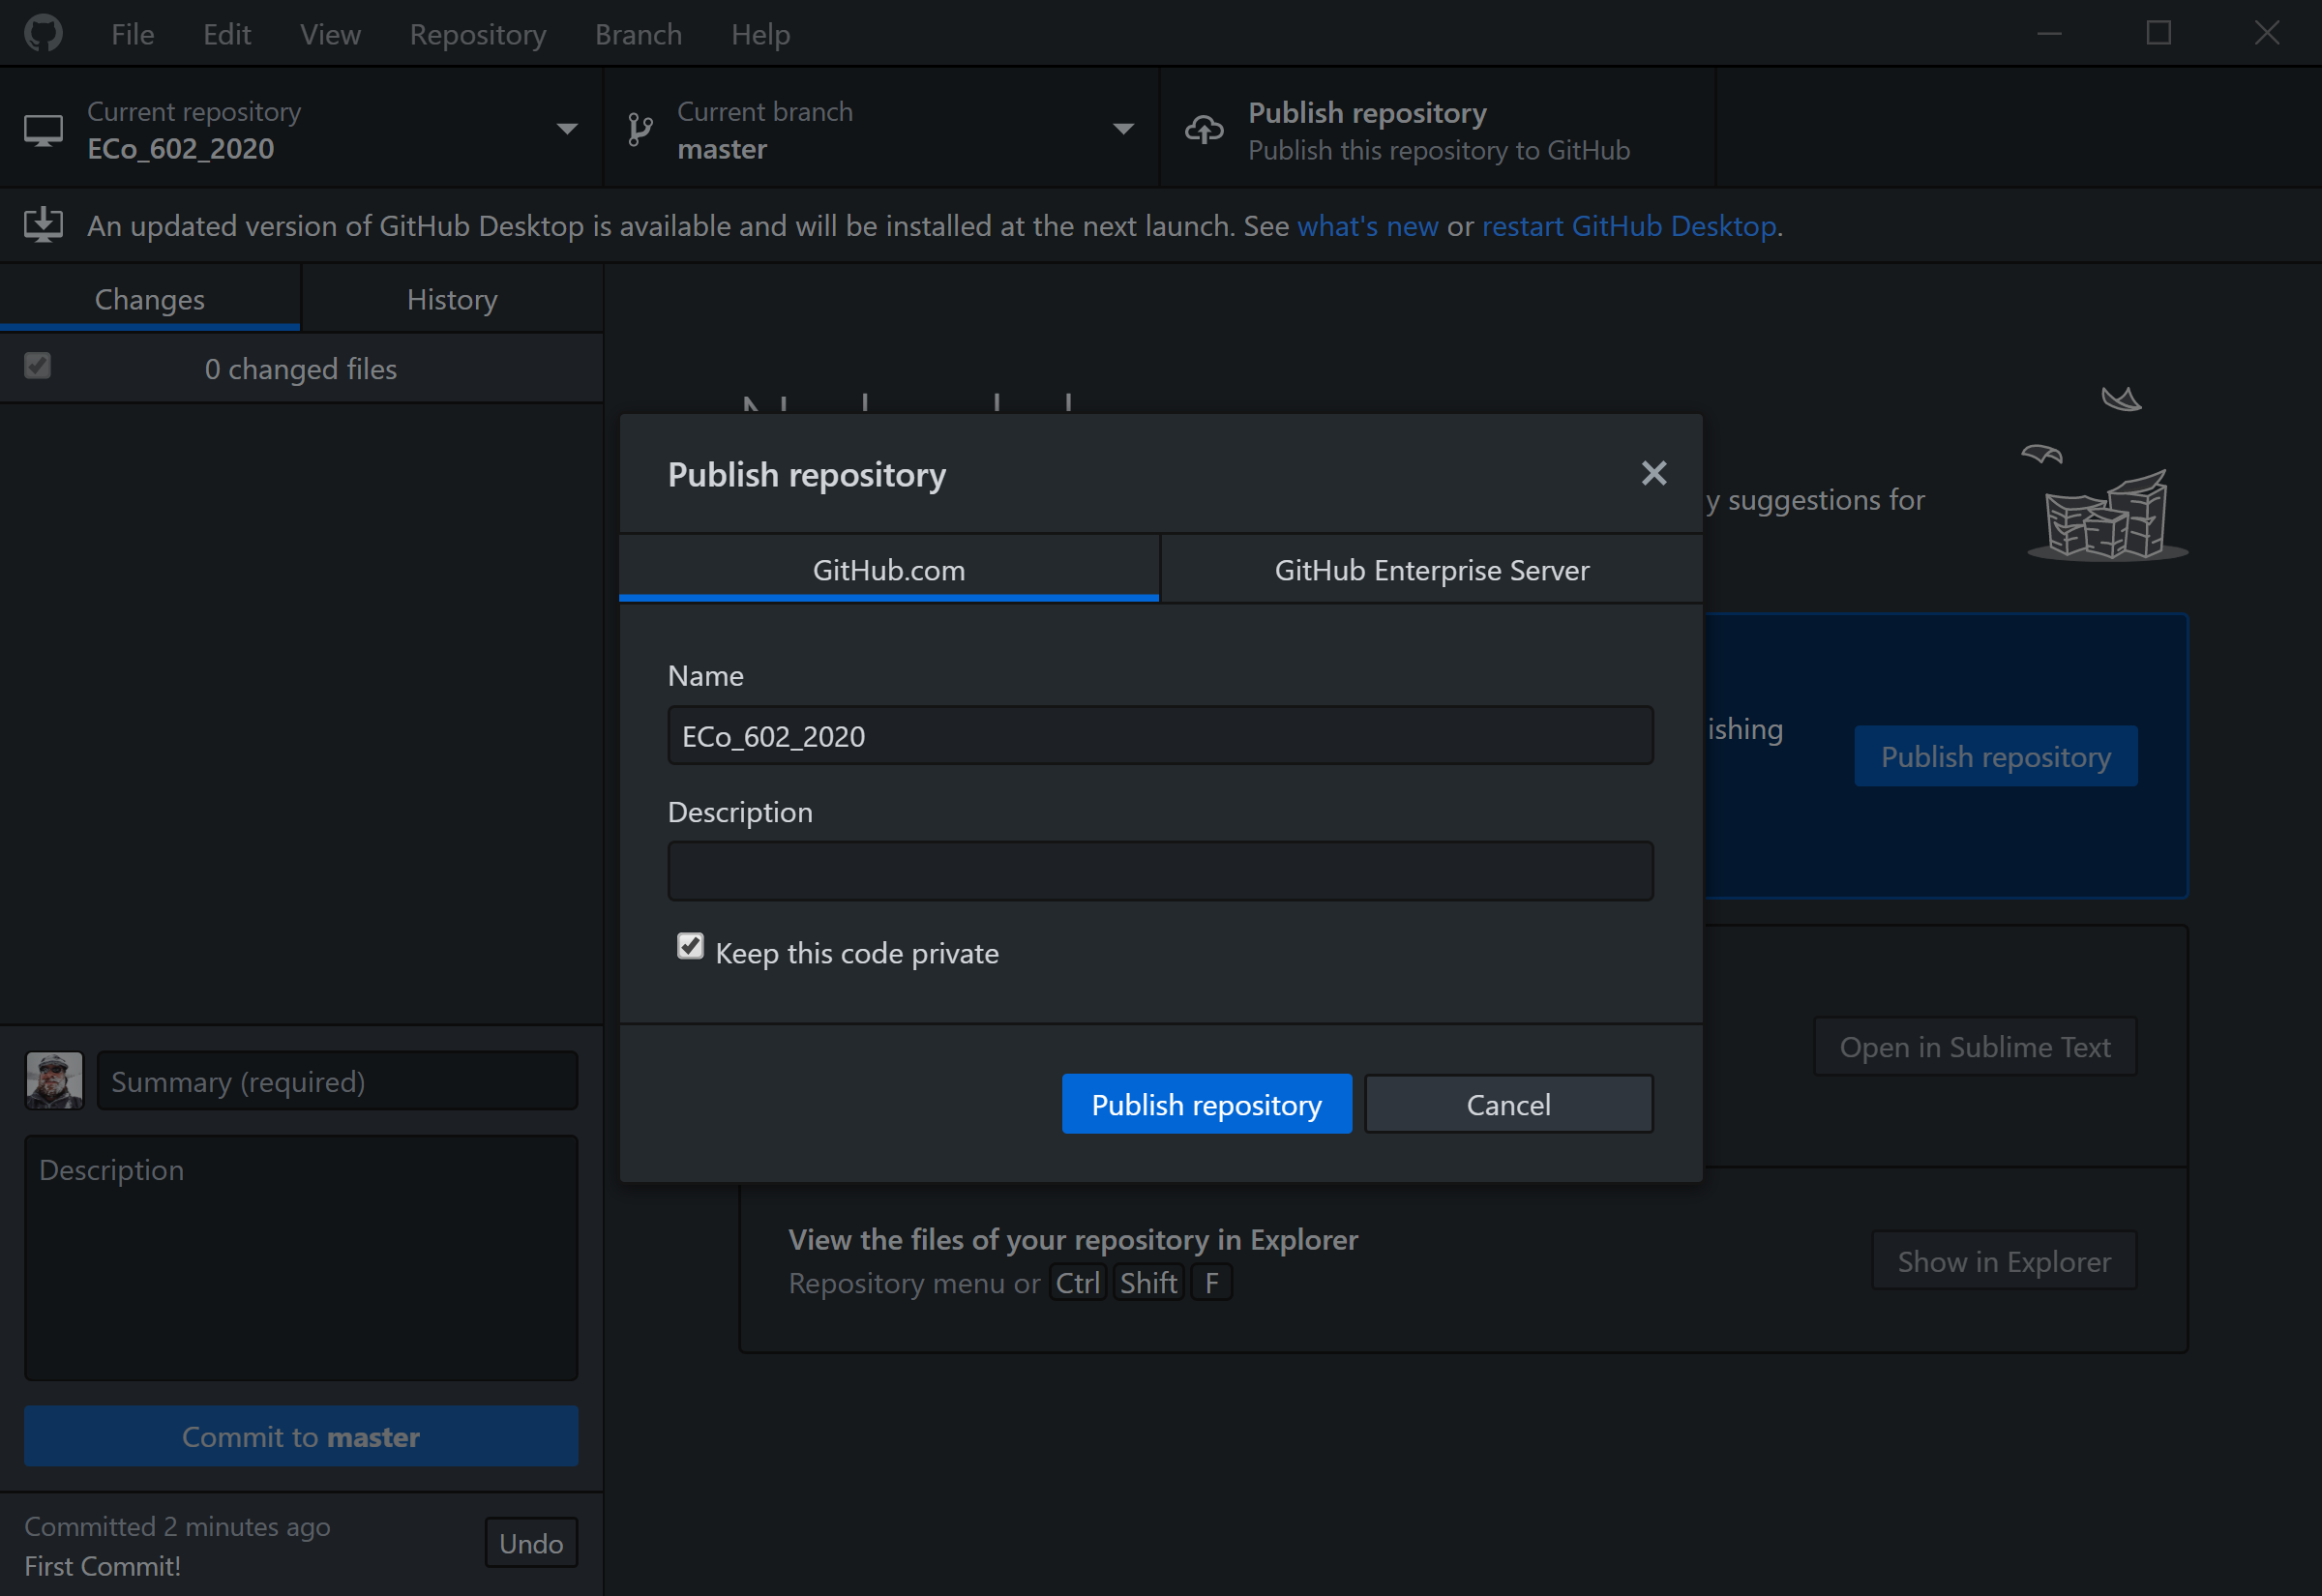 File Edit View Repository Branch Help
Current repository
ECo_602_2020
Current branch
master
Publish repository
Publish this repository to GitHub
An updated version of GitHub Desktop is available and will be installed at the next launch. See what's new or restart GitHub Desktop.
Changes
History
0 changed files
Publish repository
y suggestions for
GitHub.com
GitHub Enterprise Server
Name
ECo_602_2020
ishing
Publish repository
Description
Keep this code private
Open in Sublime Text
Publish repository
Cancel
Summary (required)
Description
View the files of your repository in Explorer
Repository menu or Ctrl Shift F
Show in Explorer
Commit to master
Committed 2 minutes ago
First Commit!
Undo